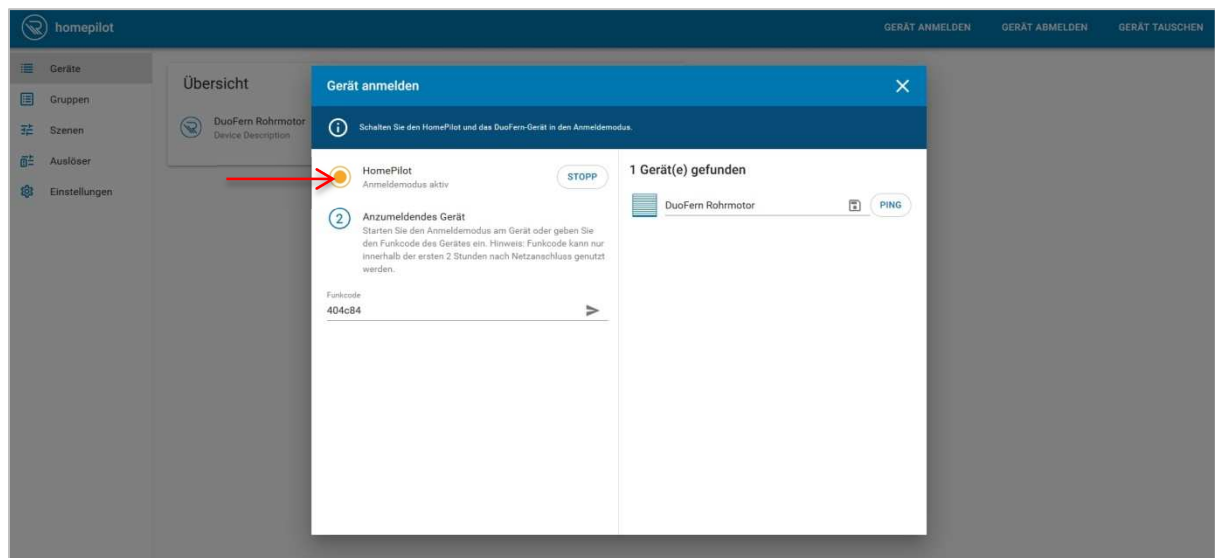 homepilot
GERÄT ANMELDEN
GERÄT ABMELDEN
GERÄT TAUSCHEN
Geräte
Gruppen
Szenen
Auslöser
Einstellungen
Übersicht
DuoFern Rohrmotor
Device Description
Gerät anmelden
Schalten Sie den HomePilot und das DuoFern-Gerät in den Anmeldemodus.
HomePilot
Anmeldemodus aktiv
STOPP
2
Anzumeldendes Gerät
Starten Sie den Anmeldemodus am Gerät oder geben Sie
den Funkcode des Gerätes ein. Hinweis: Funkcode kann nur
innerhalb der ersten 2 Stunden nach Netzanschluss genutzt
werden.
Funkcode
404c84
1 Gerät(e) gefunden
DuoFern Rohrmotor
PING